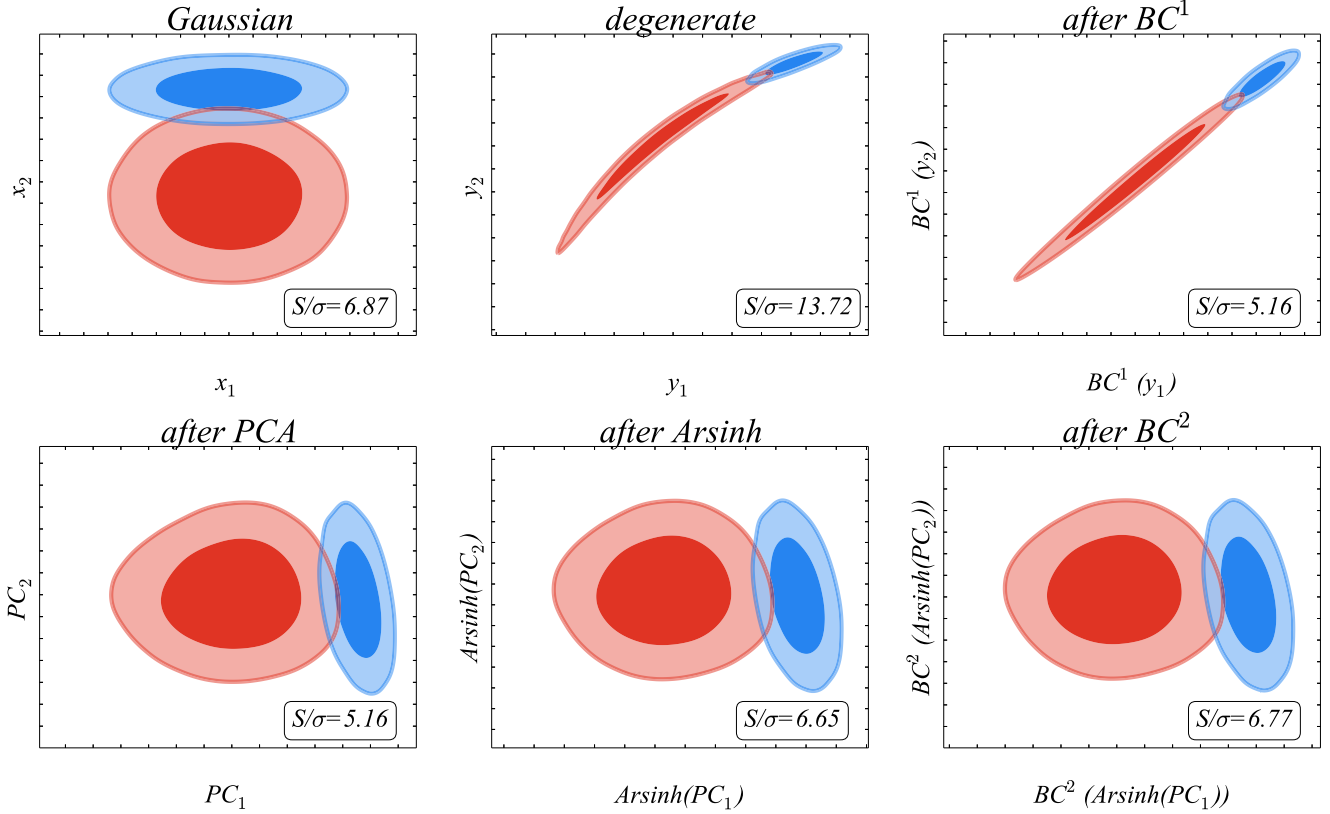 Gaussian
x₂
S/σ=6.87
x₁
degenerate
y₂
S/σ=13.72
y₁
after BC¹
BC¹ (y₂)
S/σ=5.16
BC¹ (y₁)
after PCA
PC₂
S/σ=5.16
PC₁
after Arsinh
Arsinh(PC₂)
S/σ=6.65
Arsinh(PC₁)
after BC²
BC² (Arsinh(PC₂))
S/σ=6.77
BC² (Arsinh(PC₁))